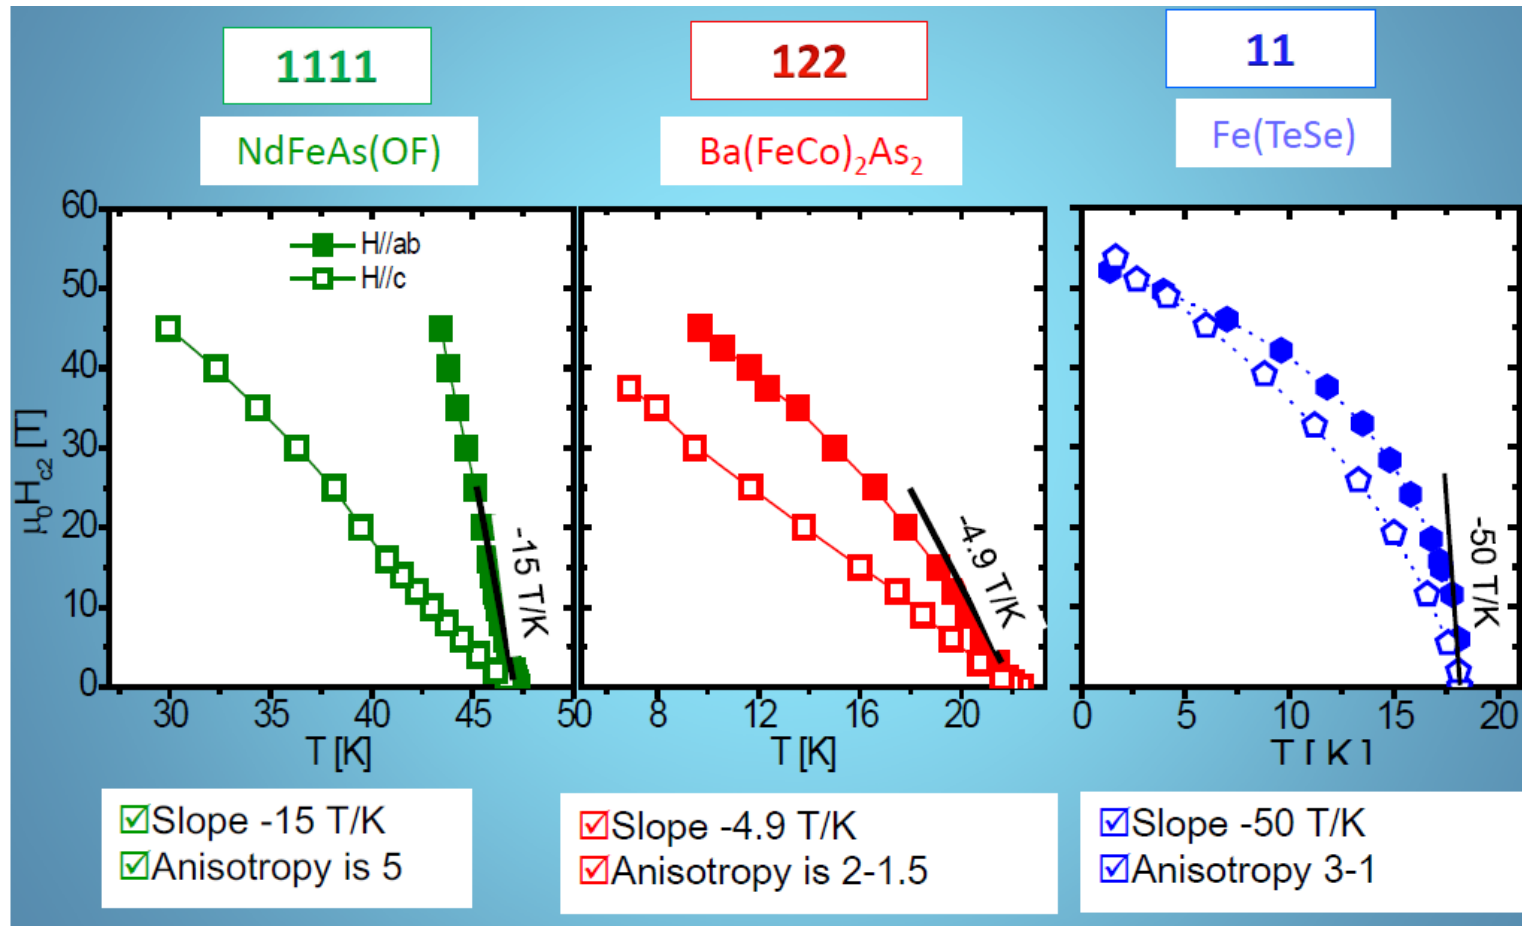 1111
122
11
NdFeAs(OF)
Ba(FeCo)₂As₂
Fe(TeSe)
H//ab
H//c
μ₀H_c2 [T]
60
50
40
30
20
10
0
-15 T/K
-4.9 T/K
-50 T/K
30 35 40 45 50
8 12 16 20
0 5 10 15 20
T [K]
T [K]
T [K]
☑Slope -15 T/K
☑Anisotropy is 5
☑Slope -4.9 T/K
☑Anisotropy is 2-1.5
☑Slope -50 T/K
☑Anisotropy 3-1